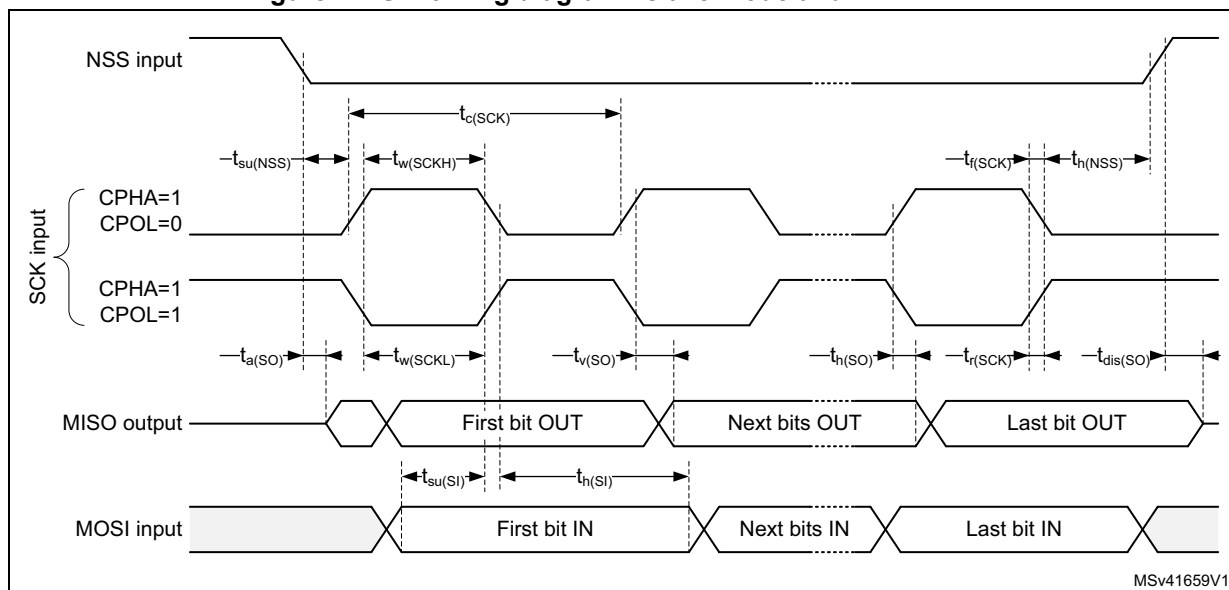 NSS input
tc(SCK)
tsu(NSS) tw(SCKH) tf(SCK) th(NSS)
SCK input
CPHA=1
CPOL=0
CPHA=1
CPOL=1
ta(SO) tw(SCKL) tv(SO) th(SO) tr(SCK) tdis(SO)
MISO output First bit OUT Next bits OUT Last bit OUT
tsu(SI) th(SI)
MOSI input First bit IN Next bits IN Last bit IN
MSv41659V1